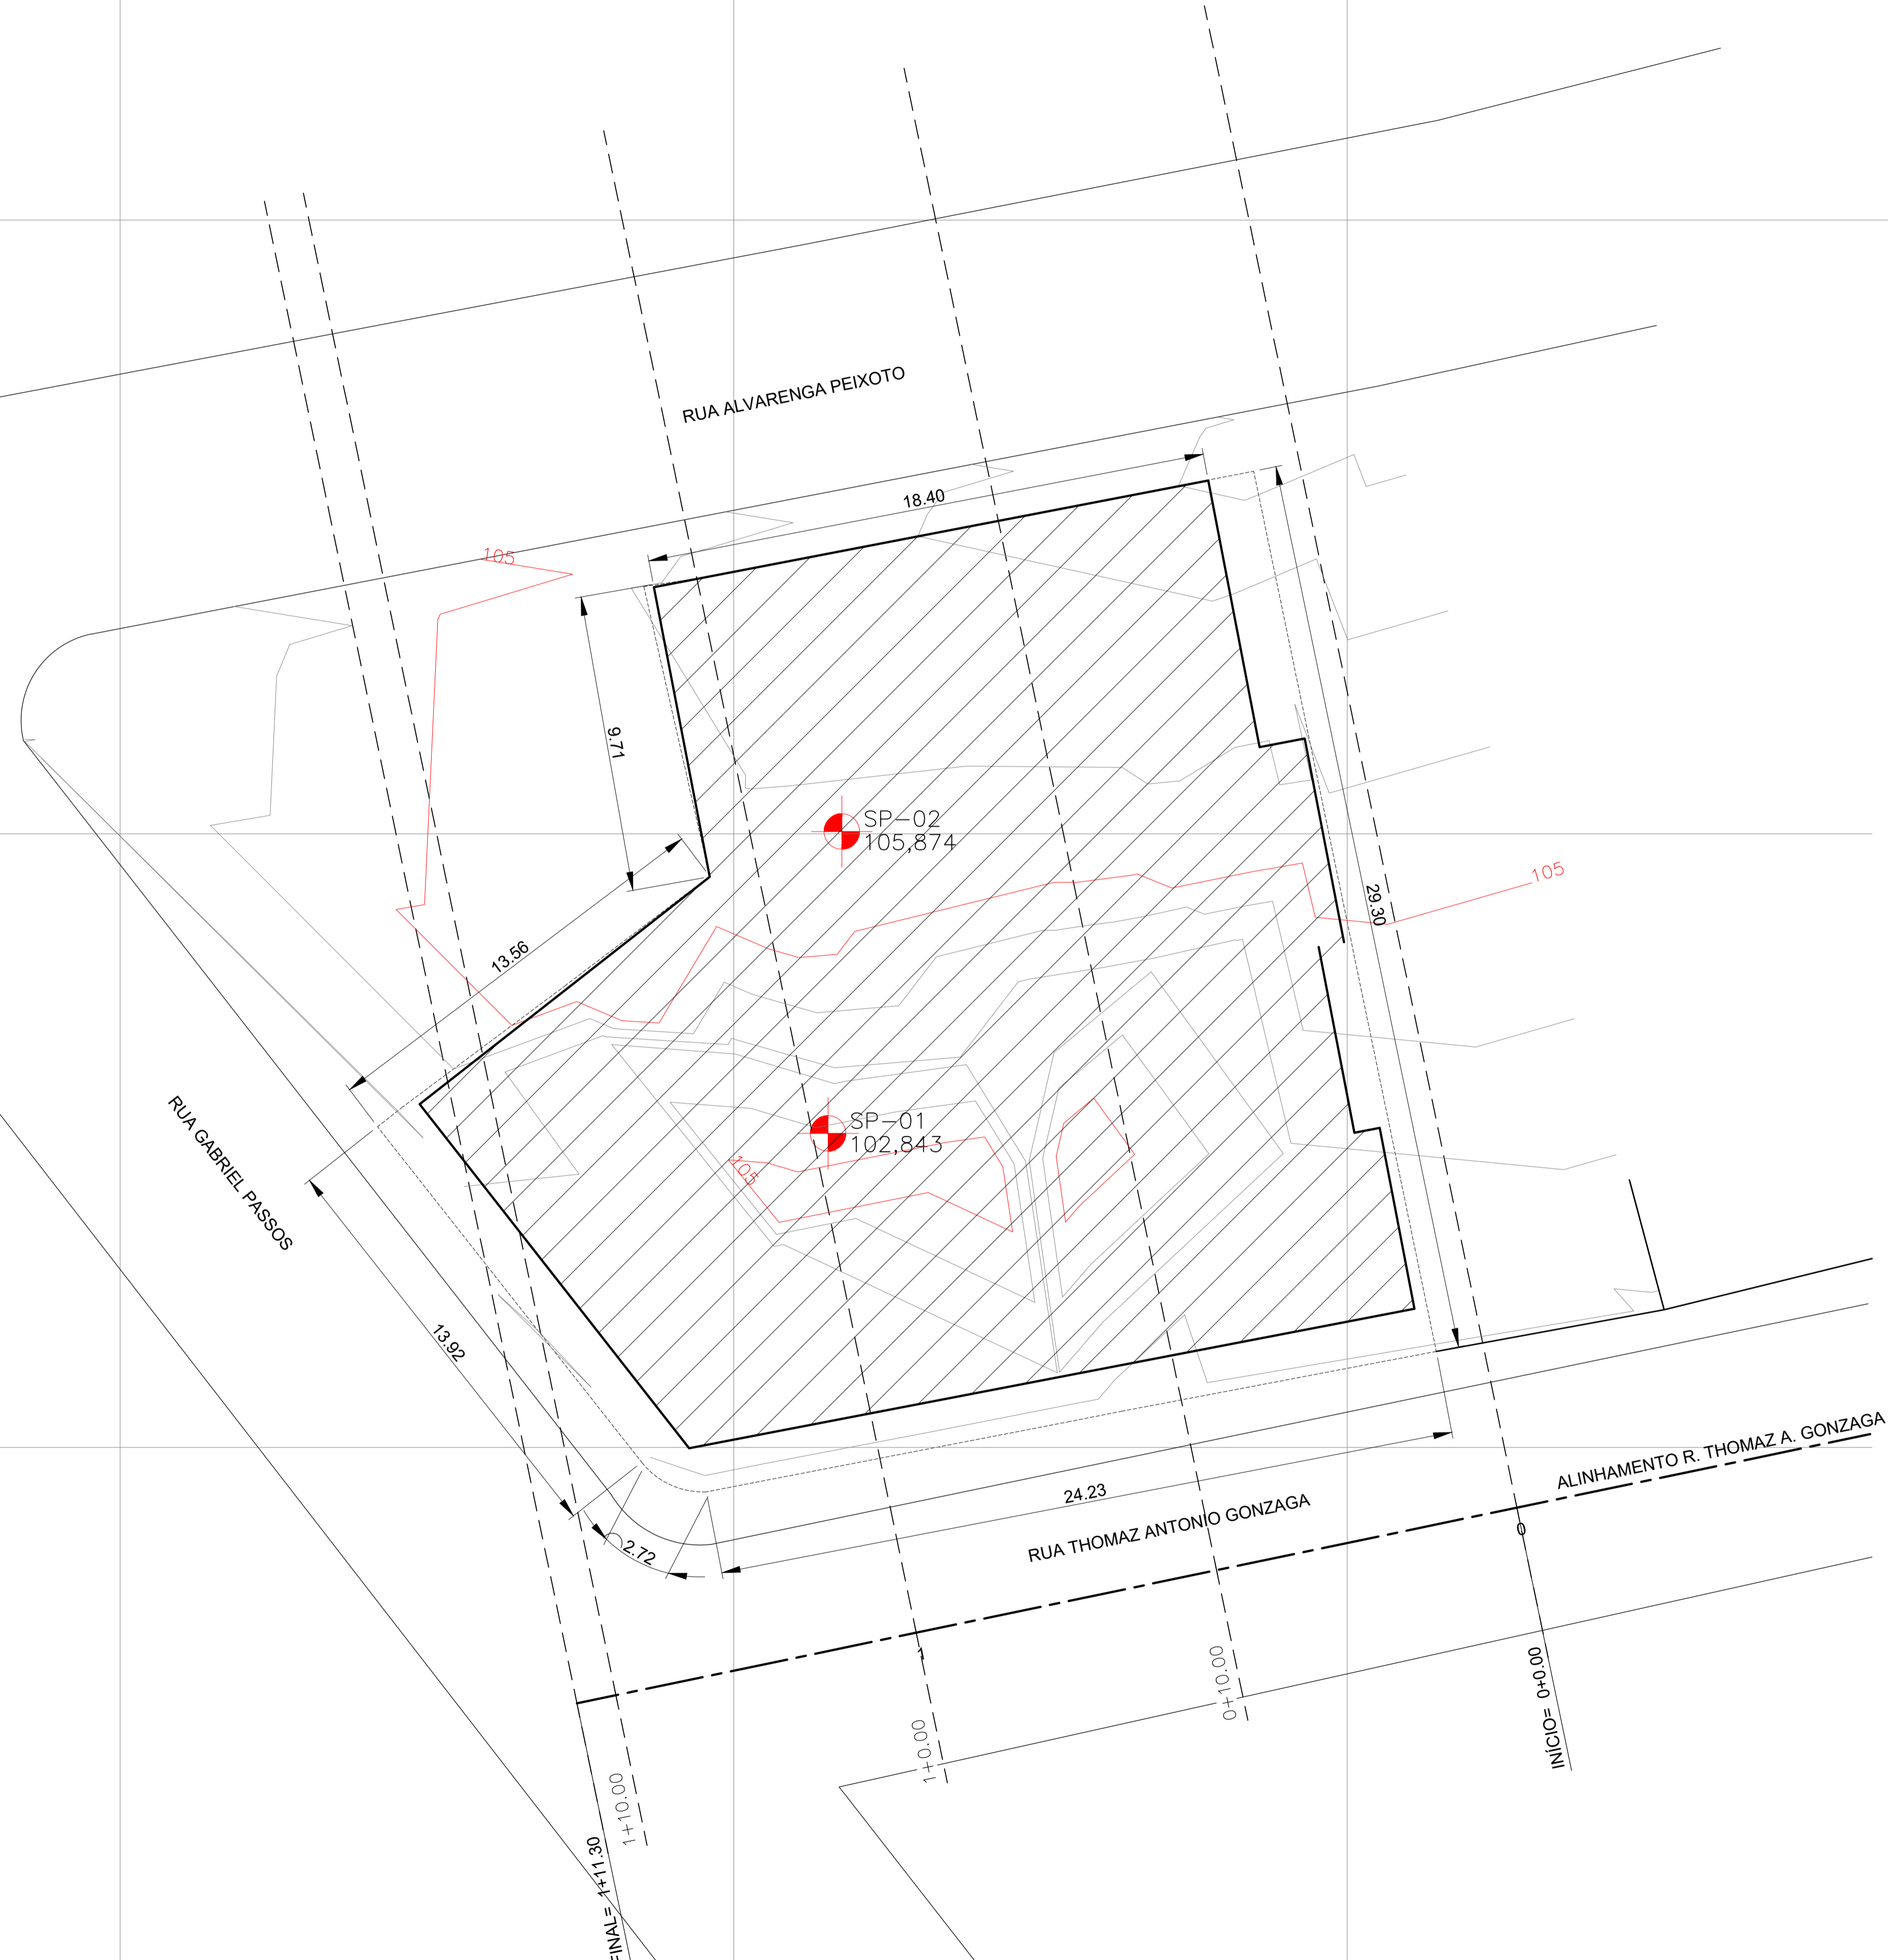 RUA ALVARENGA PEIXOTO
18.40
105
9.71
SP-02
105,874
105
29.30
13.56
RUA GABRIEL PASSOS
SP-01
102,843
105
13.92
2.72
24.23
RUA THOMAZ ANTONIO GONZAGA
ALINHAMENTO R. THOMAZ A. GONZAGA
0
1
0+10.00
INÍCIO= 0+0.00
1+0.00
1+10.00
INAL= 1+11.30